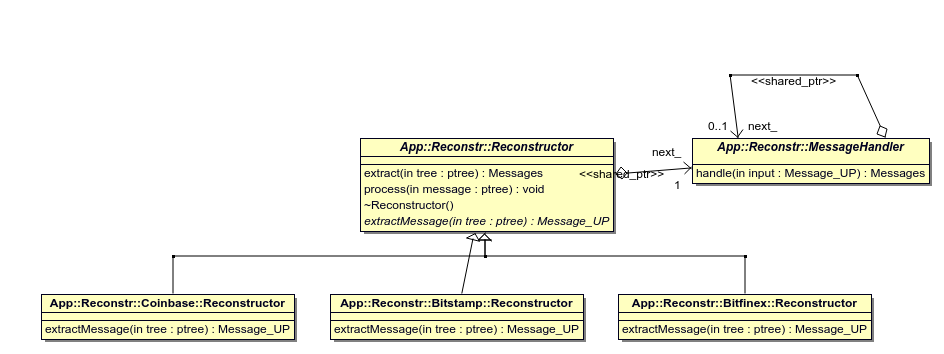 <<shared_ptr>>
0..1 next_
App::Reconstr::Reconstructor
App::Reconstr::MessageHandler
next_
extract(in tree : ptree) : Messages
<<shared_ptr>>
handle(in input : Message_UP) : Messages
process(in message : ptree) : void
1
~Reconstructor()
extractMessage(in tree : ptree) : Message_UP
App::Reconstr::Coinbase::Reconstructor
App::Reconstr::Bitstamp::Reconstructor
App::Reconstr::Bitfinex::Reconstructor
extractMessage(in tree : ptree) : Message_UP
extractMessage(in tree : ptree) : Message_UP
extractMessage(in tree : ptree) : Message_UP